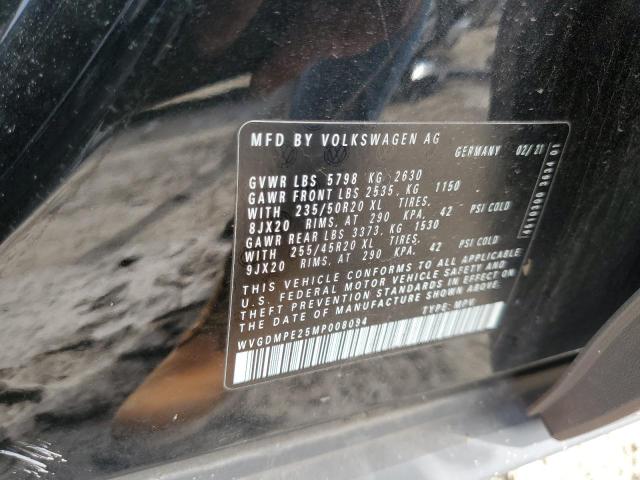 MFD BY VOLKSWAGEN AG
GERMANY 02/21
GVWR LBS 5798 KG 2630
GAWR FRONT LBS 2535, KG 1150
WITH 235/50R20 XL TIRES,
8JX20 RIMS, AT 290 KPA, 42 PSI COLD
GAWR REAR LBS 3373, KG 1530
WITH 255/45R20 XL TIRES,
9JX20 RIMS, AT 290 KPA, 42 PSI COLD
THIS VEHICLE CONFORMS TO ALL APPLICABLE
U.S. FEDERAL MOTOR VEHICLE SAFETY AND
THEFT PREVENTION STANDARDS IN EFFECT ON
THE DATE OF MANUFACTURE SHOWN ABOVE.
WVGDMPE25MP008094 TYPE: MPV